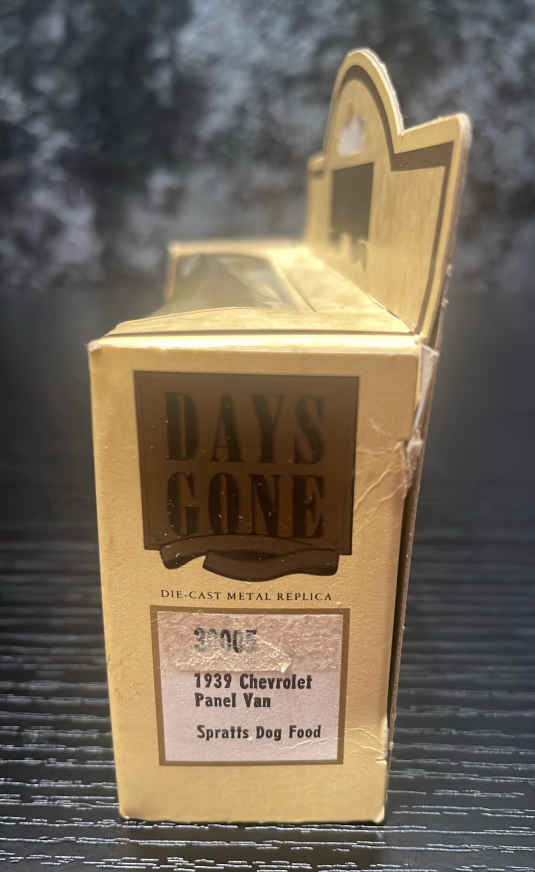 DAYS
GONE
DIE-CAST METAL REPLICA
1939 Chevrolet
Panel Van
Spratts Dog Food